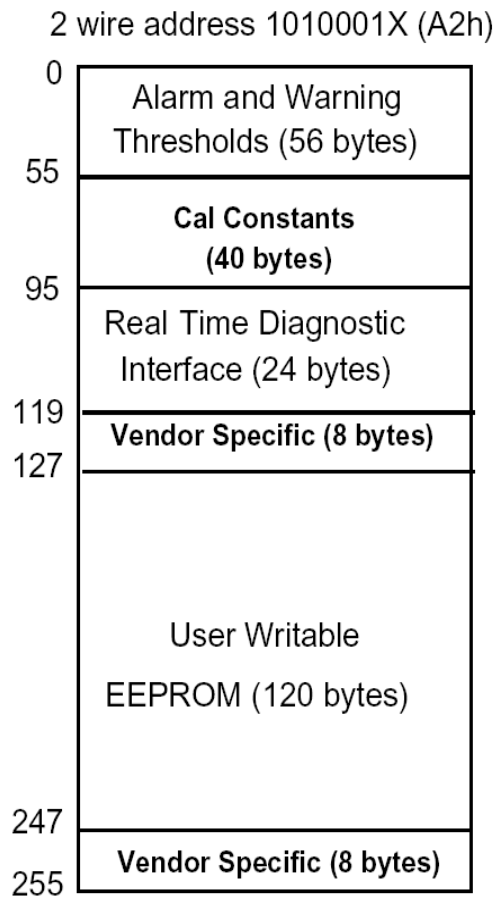 2 wire address 1010001X (A2h)
0
Alarm and Warning
Thresholds (56 bytes)
55
Cal Constants
(40 bytes)
95
Real Time Diagnostic
Interface (24 bytes)
119
Vendor Specific (8 bytes)
127
User Writable
EEPROM (120 bytes)
247
Vendor Specific (8 bytes)
255